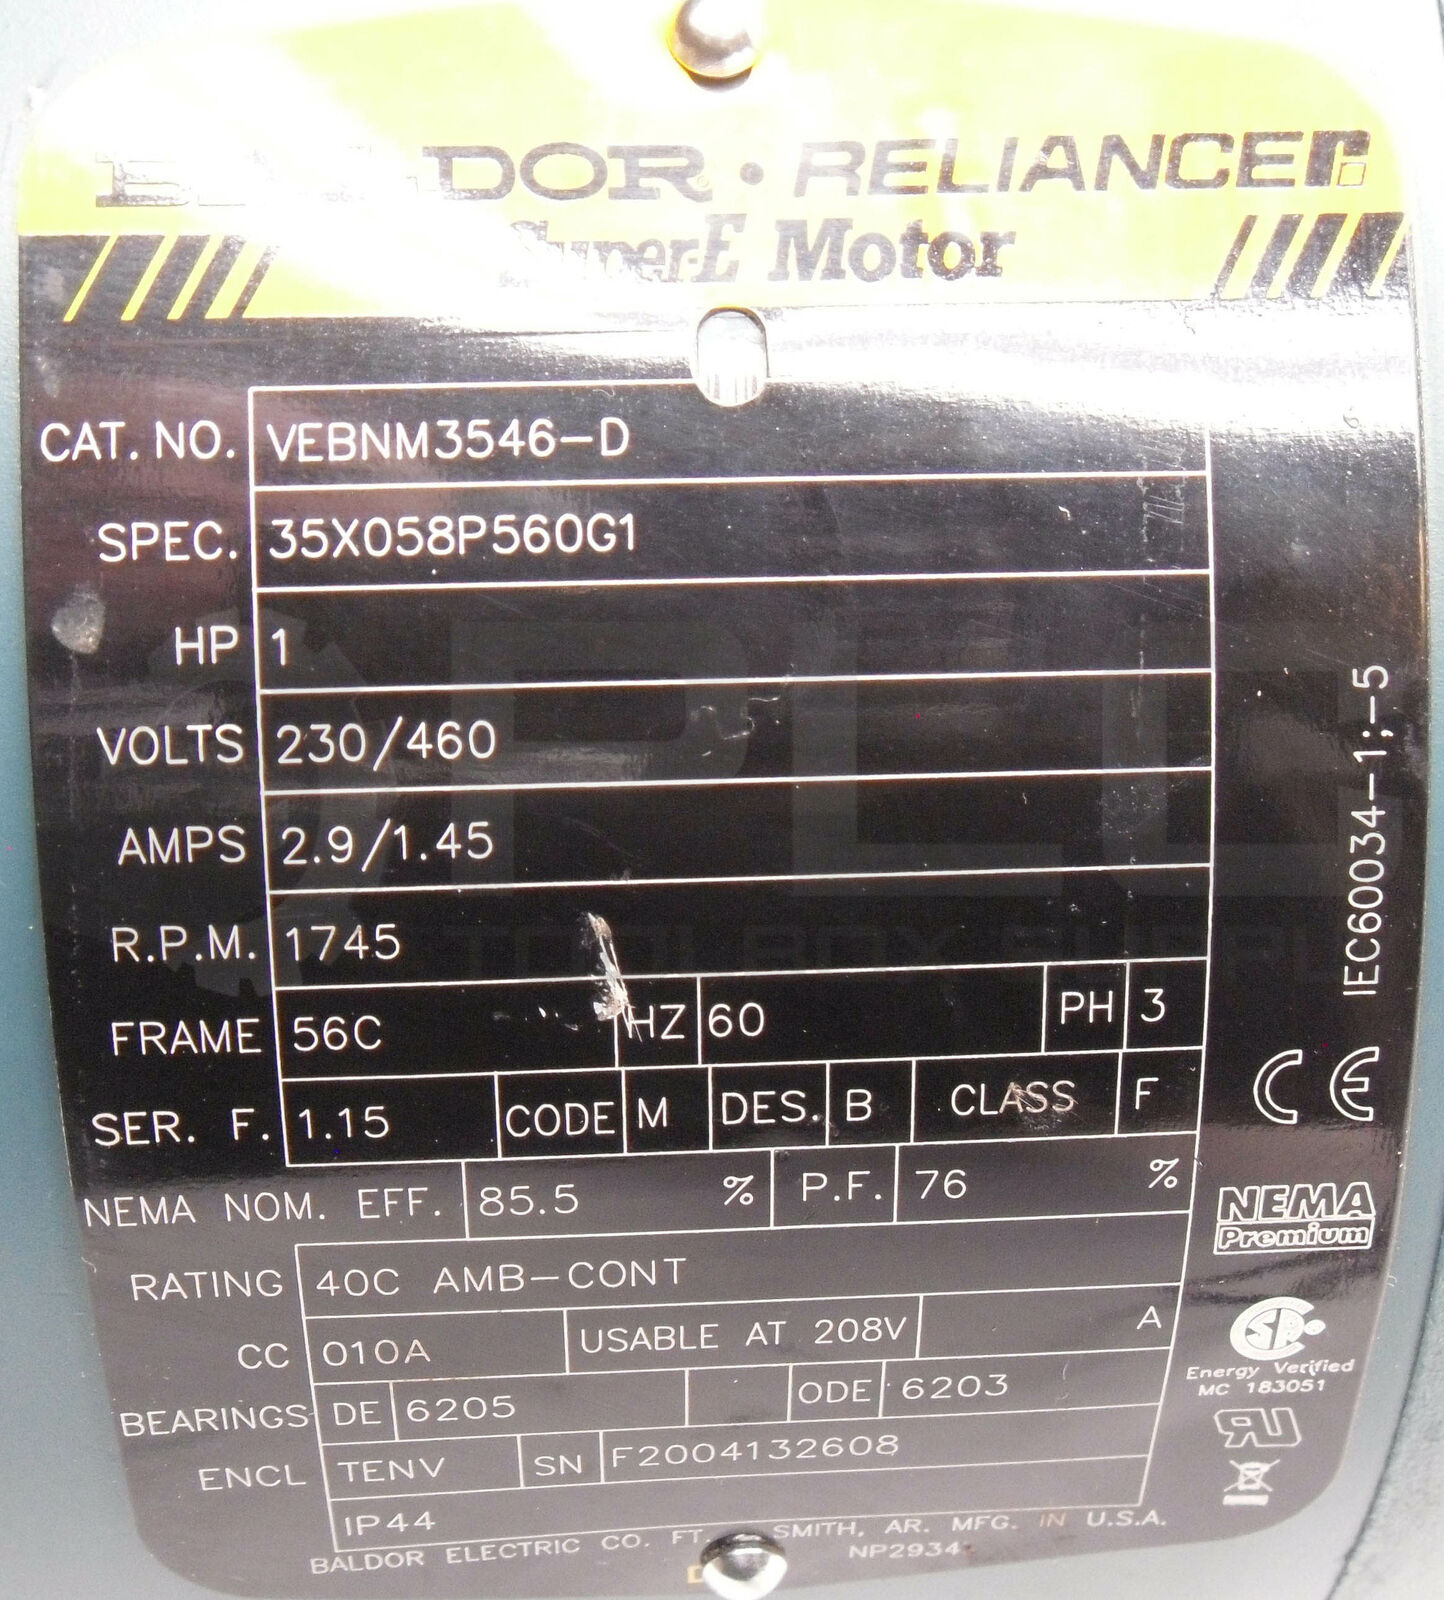 BALDOR • RELIANCER
Super-E Motor
CAT. NO. VEBNM3546-D
SPEC. 35X058P560G1
HP 1
VOLTS 230/460
AMPS 2.9/1.45
R.P.M. 1745
FRAME 56C HZ 60 PH 3
SER. F. 1.15 CODE M DES. B CLASS F
NEMA NOM. EFF. 85.5 % P.F. 76 %
RATING 40C AMB-CONT
CC 010A USABLE AT 208V A
BEARINGS DE 6205 ODE 6203
ENCL TENV SN F2004132608
IP44
BALDOR ELECTRIC CO. FT. SMITH, AR. MFG. IN U.S.A.
NP2934
IEC60034-1;-5
CE
NEMA
Premium
Energy Verified
MC 183051